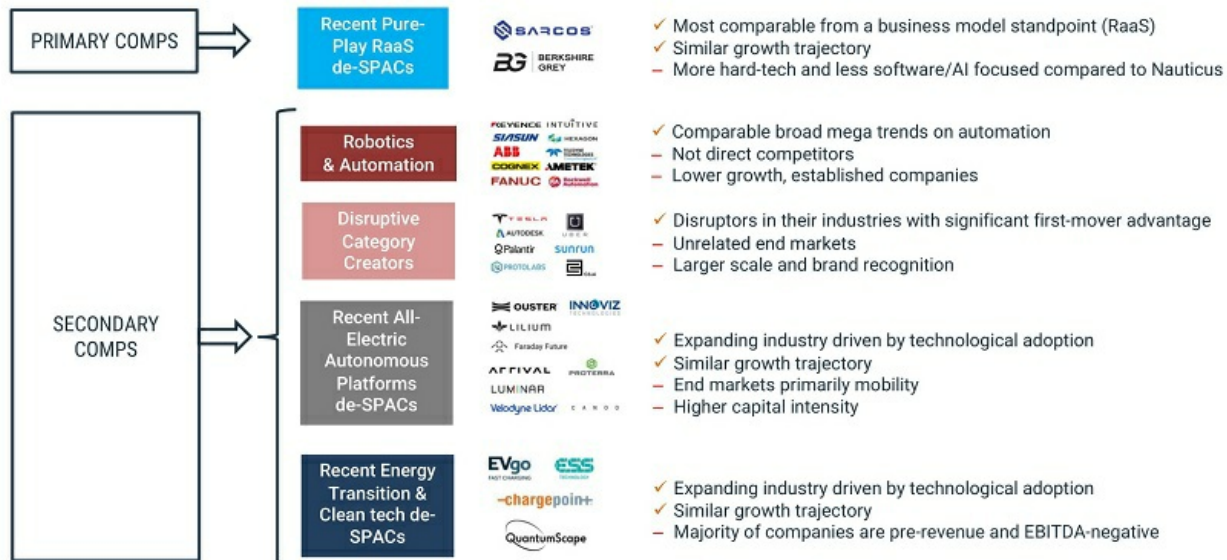 PRIMARY COMPS
Recent Pure-
Play RaaS
de-SPACs
SARCOS
BG BERKSHIRE
GREY
✓ Most comparable from a business model standpoint (RaaS)
✓ Similar growth trajectory
– More hard-tech and less software/AI focused compared to Nauticus
SECONDARY
COMPS
Robotics
& Automation
KEYENCE INTUITIVE
SIASUN HEXAGON
ABB TELEDYNE TECHNOLOGIES
COGNEX AMETEK
FANUC Rockwell Automation
✓ Comparable broad mega trends on automation
– Not direct competitors
– Lower growth, established companies
Disruptive
Category
Creators
TESLA UBER
AUTODESK
Palantir sunrun
PROTOLABS
✓ Disruptors in their industries with significant first-mover advantage
– Unrelated end markets
– Larger scale and brand recognition
Recent All-
Electric
Autonomous
Platforms
de-SPACs
OUSTER INNOVIZ
TECHNOLOGIES
LILIUM
Faraday Future
ARRIVAL PROTERRA
LUMINAR
Velodyne Lidar CANOO
✓ Expanding industry driven by technological adoption
✓ Similar growth trajectory
– End markets primarily mobility
– Higher capital intensity
Recent Energy
Transition &
Clean tech de-
SPACs
EVgo ESS
FAST CHARGING TECHNOLOGY
-chargepoin+
QuantumScape
✓ Expanding industry driven by technological adoption
✓ Similar growth trajectory
– Majority of companies are pre-revenue and EBITDA-negative